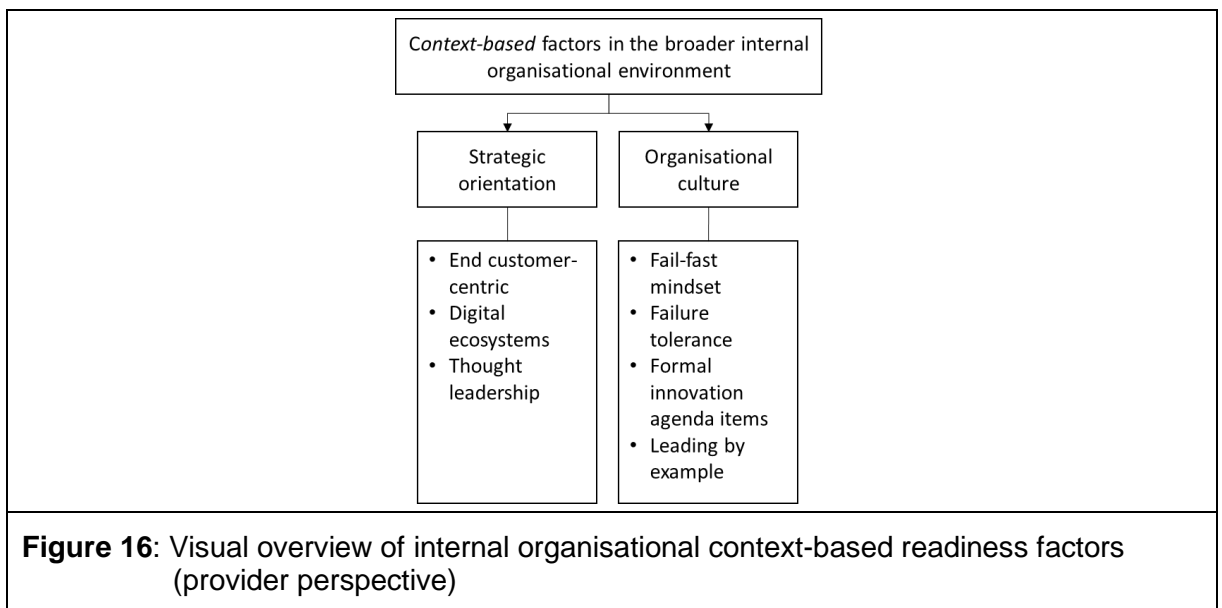 Context-based factors in the broader internal
organisational environment
Strategic
orientation
Organisational
culture
• End customer-
centric
• Digital
ecosystems
• Thought
leadership
• Fail-fast
mindset
• Failure
tolerance
• Formal
innovation
agenda items
• Leading by
example
Figure 16: Visual overview of internal organisational context-based readiness factors
(provider perspective)